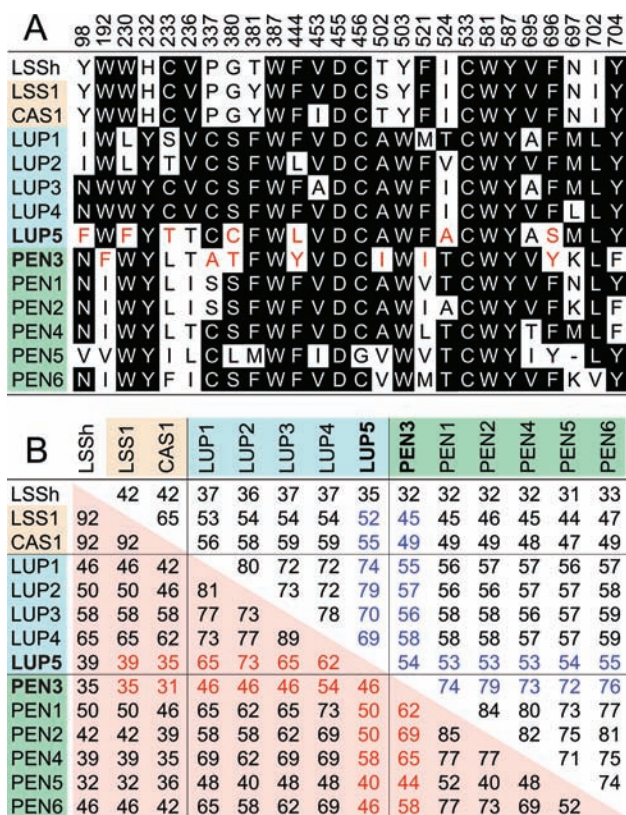 A 98 192 230 232 233 236 337 380 381 387 444 453 455 456 502 503 521 524 533 581 587 695 696 697 702 704
LSSh Y W W H C V P G T W F V D C T Y F I C W Y V F N I Y
LSS1 Y W W H C V P G Y W F V D C S Y F I C W Y V F N I Y
CAS1 Y W W H C V P G Y W F I D C T Y F I C W Y V F N I Y
LUP1 I W L Y S V C S F W F V D C A W M T C W Y A F M L Y
LUP2 I W L Y T V C S F W L V D C A W F V C W Y V F M L Y
LUP3 N W W Y C V C S F W F A D C A W F I C W Y A F M L Y
LUP4 N W W Y C V C S F W F V D C A W F I C W Y V F L L Y
LUP5 F W F Y T T C C F W L V D C A W F A C W Y A S M L Y
PEN3 N F W Y L T A T F W Y V D C I W I T C W Y V Y K L F
PEN1 N I W Y L I S S F W F V D C A W V T C W Y V F N L Y
PEN2 N I W Y L I S S F W F V D C A W I A C W Y V F K L F
PEN4 N I W Y L T C S F W F V D C A W L T C W Y T F M L F
PEN5 V V W Y I L C L M W F I D G V W V T C W Y I Y - L Y
PEN6 N I W Y F I C S F W F V D C V W M T C W Y V F K V Y
B LSSh LSS1 CAS1 LUP1 LUP2 LUP3 LUP4 LUP5 PEN3 PEN1 PEN2 PEN4 PEN5 PEN6
LSSh 42 42 37 36 37 37 35 32 32 32 32 31 33
LSS1 92 65 53 54 54 54 52 45 45 46 45 44 47
CAS1 92 92 56 58 59 59 55 49 49 49 48 47 49
LUP1 46 46 42 80 72 72 74 55 56 57 57 56 57
LUP2 50 50 46 81 73 72 79 57 56 56 57 57 58
LUP3 58 58 58 77 73 78 70 56 58 58 56 57 59
LUP4 65 65 62 73 77 89 69 58 58 58 57 57 59
LUP5 39 39 35 65 73 65 62 54 53 53 53 54 55
PEN3 35 35 31 46 46 46 54 46 74 79 73 72 76
PEN1 50 50 46 65 62 65 73 50 62 84 80 73 77
PEN2 42 42 39 58 58 62 69 50 69 85 82 75 81
PEN4 39 39 35 69 62 69 69 58 65 77 77 71 75
PEN5 32 32 36 48 40 48 48 40 44 52 40 48 74
PEN6 46 46 42 65 58 62 69 46 58 77 73 69 52